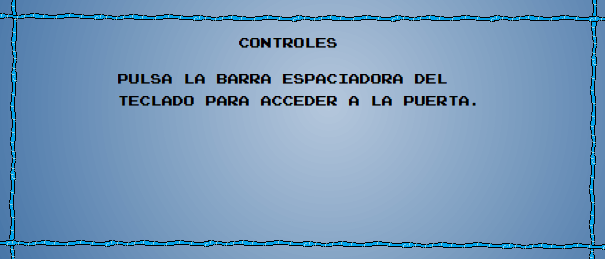 CONTROLES
PULSA LA BARRA ESPACIADORA DEL
TECLADO PARA ACCEDER A LA PUERTA.